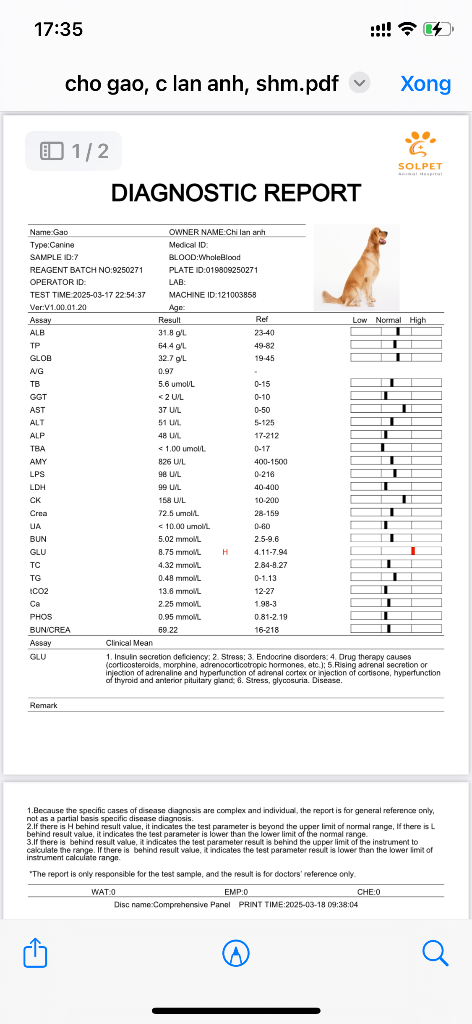 17:35
cho gao, c lan anh, shm.pdf
Xong
1/2
SOLPET
Animal Hospital
DIAGNOSTIC REPORT
Name:Gao OWNER NAME:Chi lan anh
Type:Canine Medical ID:
SAMPLE ID:7 BLOOD:WholeBlood
REAGENT BATCH NO:9250271 PLATE ID:019809250271
OPERATOR ID: LAB:
TEST TIME:2025-03-17 22:54:37 MACHINE ID:121003858
Ver:V1.00.01.20 Age:
Assay Result Ref Low Normal High
ALB 31.8 g/L 23-40
TP 64.4 g/L 49-82
GLOB 32.7 g/L 19-45
A/G 0.97 -
TB 5.6 umol/L 0-15
GGT < 2 U/L 0-10
AST 37 U/L 0-50
ALT 51 U/L 5-125
ALP 48 U/L 17-212
TBA < 1.00 umol/L 0-17
AMY 826 U/L 400-1500
LPS 98 U/L 0-216
LDH 99 U/L 40-400
CK 158 U/L 10-200
Crea 72.5 umol/L 28-159
UA < 10.00 umol/L 0-60
BUN 5.02 mmol/L 2.5-9.6
GLU 8.75 mmol/L H 4.11-7.94
TC 4.32 mmol/L 2.84-8.27
TG 0.48 mmol/L 0-1.13
tCO2 13.6 mmol/L 12-27
Ca 2.25 mmol/L 1.98-3
PHOS 0.95 mmol/L 0.81-2.19
BUN/CREA 69.22 16-218
Assay Clinical Mean
GLU 1. Insulin secretion deficiency; 2. Stress; 3. Endocrine disorders; 4. Drug therapy causes
(corticosteroids, morphine, adrenocorticotropic hormones, etc.); 5.Rising adrenal secretion or
injection of adrenaline and hyperfunction of adrenal cortex or injection of cortisone, hyperfunction
of thyroid and anterior pituitary gland; 6. Stress, glycosuria. Disease.
Remark
1.Because the specific cases of disease diagnosis are complex and individual, the report is for general reference only,
not as a partial basis specific disease diagnosis.
2.If there is H behind result value, it indicates the test parameter is beyond the upper limit of normal range, If there is L
behind result value, it indicates the test parameter is lower than the lower limit of the normal range.
3.If there is behind result value, it indicates the test parameter result is behind the upper limit of the instrument to
calculate the range. If there is behind result value, it indicates the test parameter result is lower than the lower limit of
instrument calculate range.
*The report is only responsible for the test sample, and the result is for doctors' reference only.
WAT:0 EMP:0 CHE:0
Disc name:Comprehensive Panel PRINT TIME:2025-03-18 09:38:04